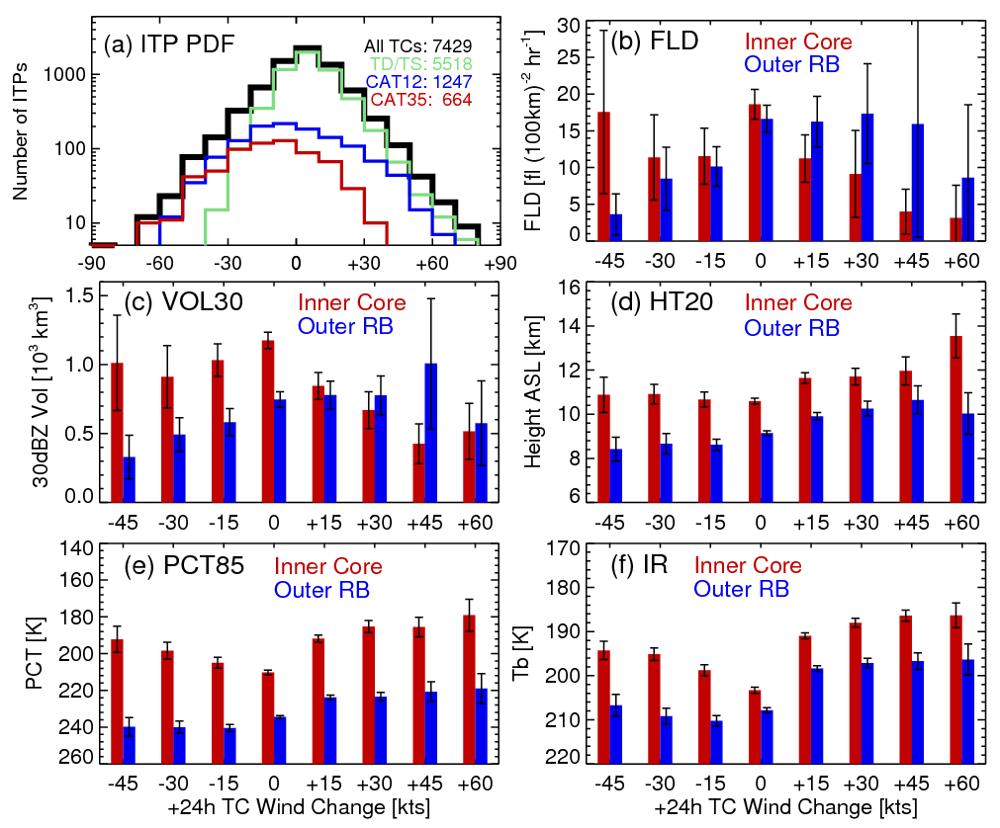 (a) ITP PDF
All TCs: 7429
TD/TS: 5518
CAT12: 1247
CAT35: 664
Number of ITPs
1000
100
10
-90 -60 -30 0 +30 +60 +90
(b) FLD
Inner Core
Outer RB
FLD [fl (100km)⁻² hr⁻¹]
30
25
20
15
10
5
0
-45 -30 -15 0 +15 +30 +45 +60
(c) VOL30
Inner Core
Outer RB
30dBZ Vol [10³ km³]
1.5
1.0
0.5
0.0
-45 -30 -15 0 +15 +30 +45 +60
(d) HT20
Inner Core
Outer RB
Height ASL [km]
16
14
12
10
8
6
-45 -30 -15 0 +15 +30 +45 +60
(e) PCT85
Inner Core
Outer RB
PCT [K]
140
160
180
200
220
240
260
-45 -30 -15 0 +15 +30 +45 +60
+24h TC Wind Change [kts]
(f) IR
Inner Core
Outer RB
Tb [K]
170
180
190
200
210
220
-45 -30 -15 0 +15 +30 +45 +60
+24h TC Wind Change [kts]